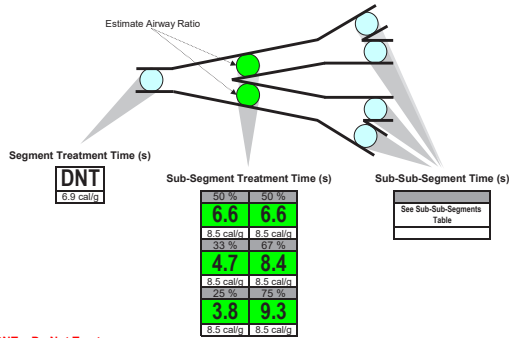 Estimate Airway Ratio
Segment Treatment Time (s)
DNT
6.9 cal/g
Sub-Segment Treatment Time (s)
50 % 50 %
6.6 6.6
8.5 cal/g 8.5 cal/g
33 % 67 %
4.7 8.4
8.5 cal/g 8.5 cal/g
25 % 75 %
3.8 9.3
8.5 cal/g 8.5 cal/g
Sub-Sub-Segment Time (s)
See Sub-Sub-Segments
Table